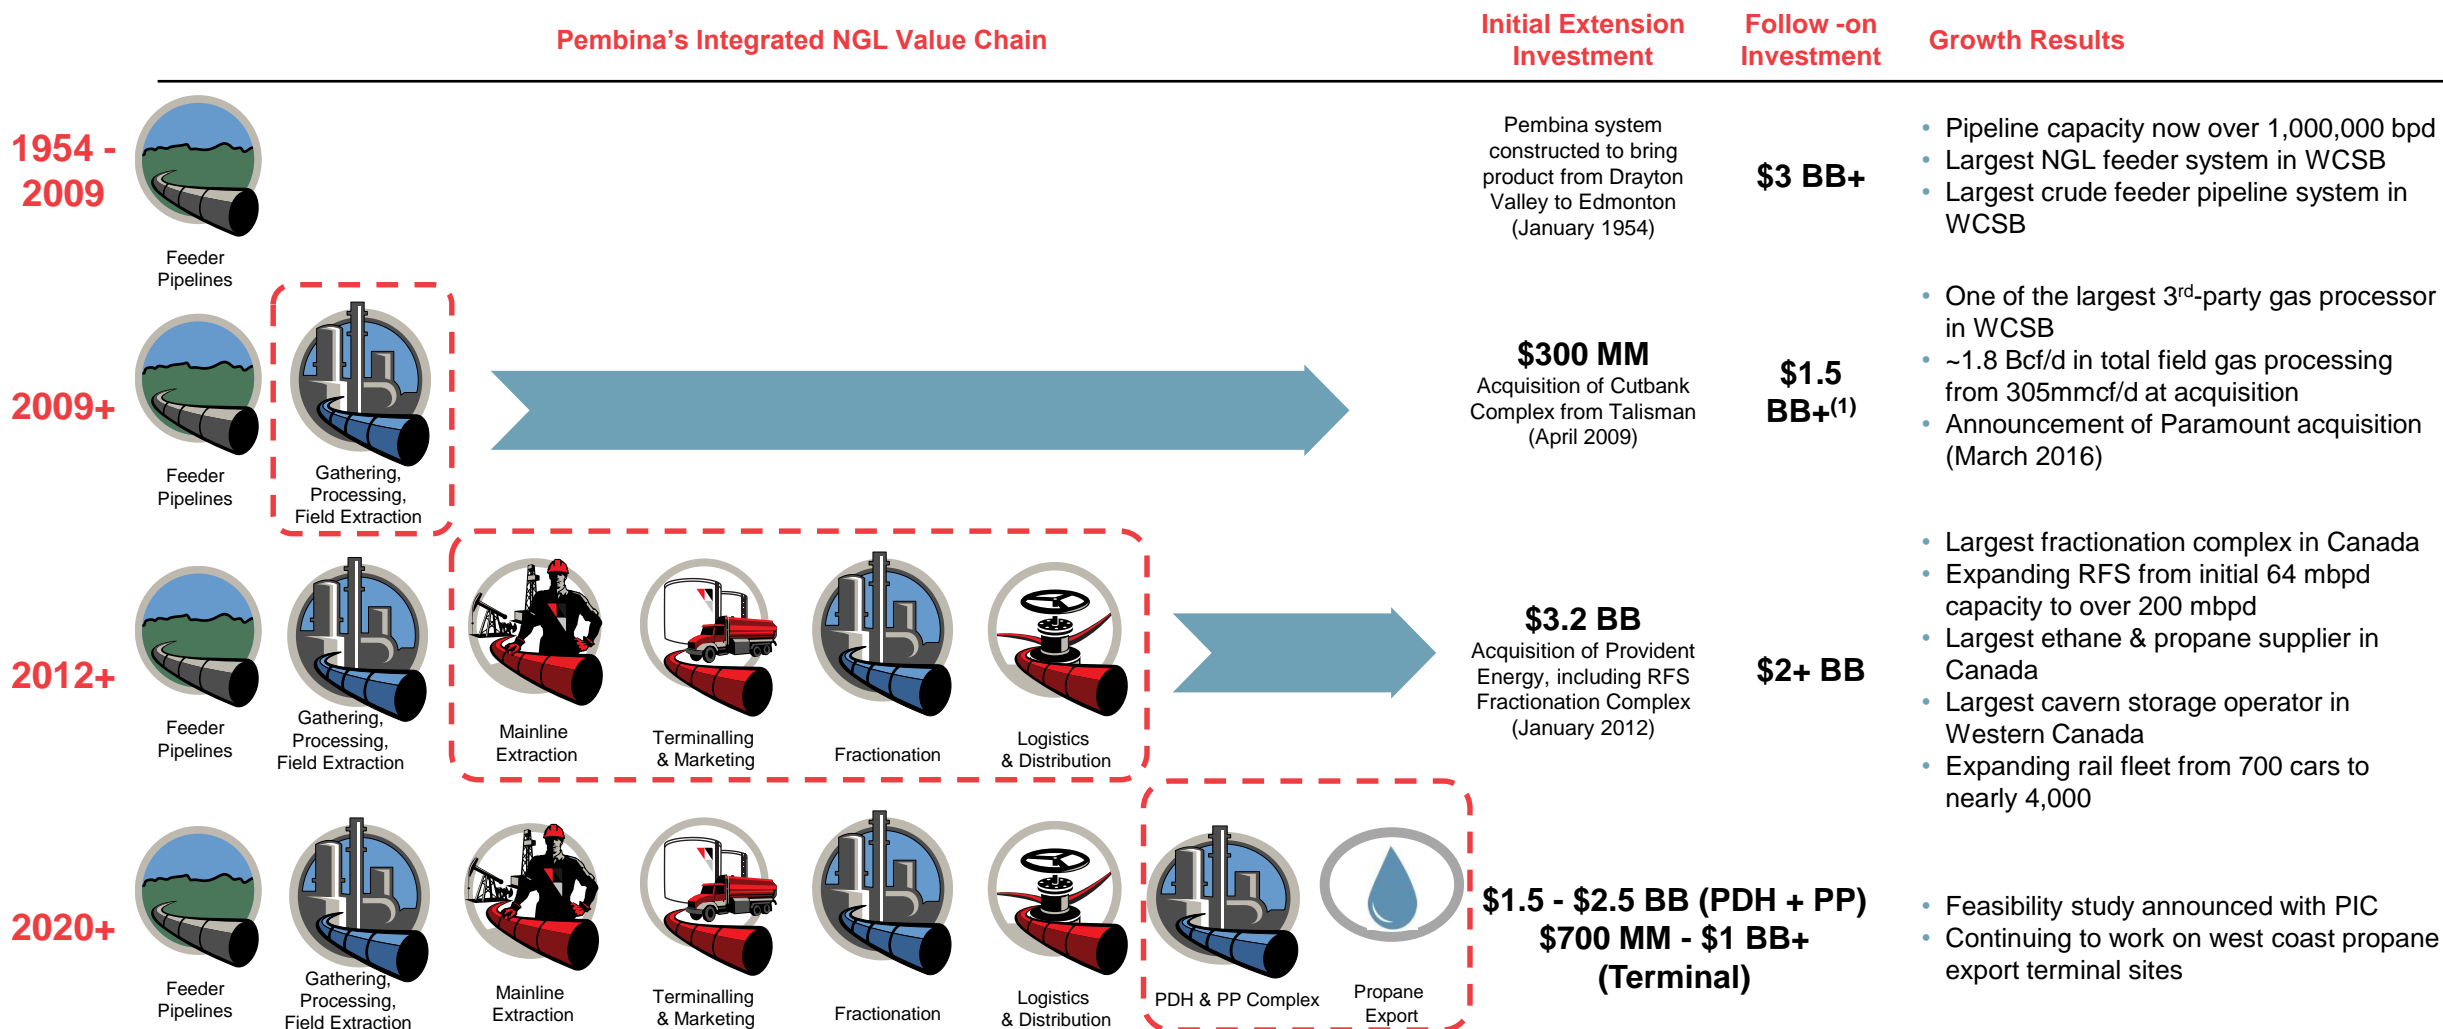 Pembina's Integrated NGL Value Chain
Initial Extension
Investment
Follow -on
Investment
Growth Results
1954 -
2009
Feeder
Pipelines
Pembina system
constructed to bring
product from Drayton
Valley to Edmonton
(January 1954)
$3 BB+
• Pipeline capacity now over 1,000,000 bpd
• Largest NGL feeder system in WCSB
• Largest crude feeder pipeline system in
WCSB
2009+
Feeder
Pipelines
Gathering,
Processing,
Field Extraction
$300 MM
Acquisition of Cutbank
Complex from Talisman
(April 2009)
$1.5
BB+(1)
• One of the largest 3rd-party gas processor
in WCSB
• ~1.8 Bcf/d in total field gas processing
from 305mmcf/d at acquisition
• Announcement of Paramount acquisition
(March 2016)
2012+
Feeder
Pipelines
Gathering,
Processing,
Field Extraction
Mainline
Extraction
Terminalling
& Marketing
Fractionation
Logistics
& Distribution
$3.2 BB
Acquisition of Provident
Energy, including RFS
Fractionation Complex
(January 2012)
$2+ BB
• Largest fractionation complex in Canada
• Expanding RFS from initial 64 mbpd
capacity to over 200 mbpd
• Largest ethane & propane supplier in
Canada
• Largest cavern storage operator in
Western Canada
• Expanding rail fleet from 700 cars to
nearly 4,000
2020+
Feeder
Pipelines
Gathering,
Processing,
Field Extraction
Mainline
Extraction
Terminalling
& Marketing
Fractionation
Logistics
& Distribution
PDH & PP Complex
Propane
Export
$1.5 - $2.5 BB (PDH + PP)
$700 MM - $1 BB+
(Terminal)
• Feasibility study announced with PIC
• Continuing to work on west coast propane
export terminal sites